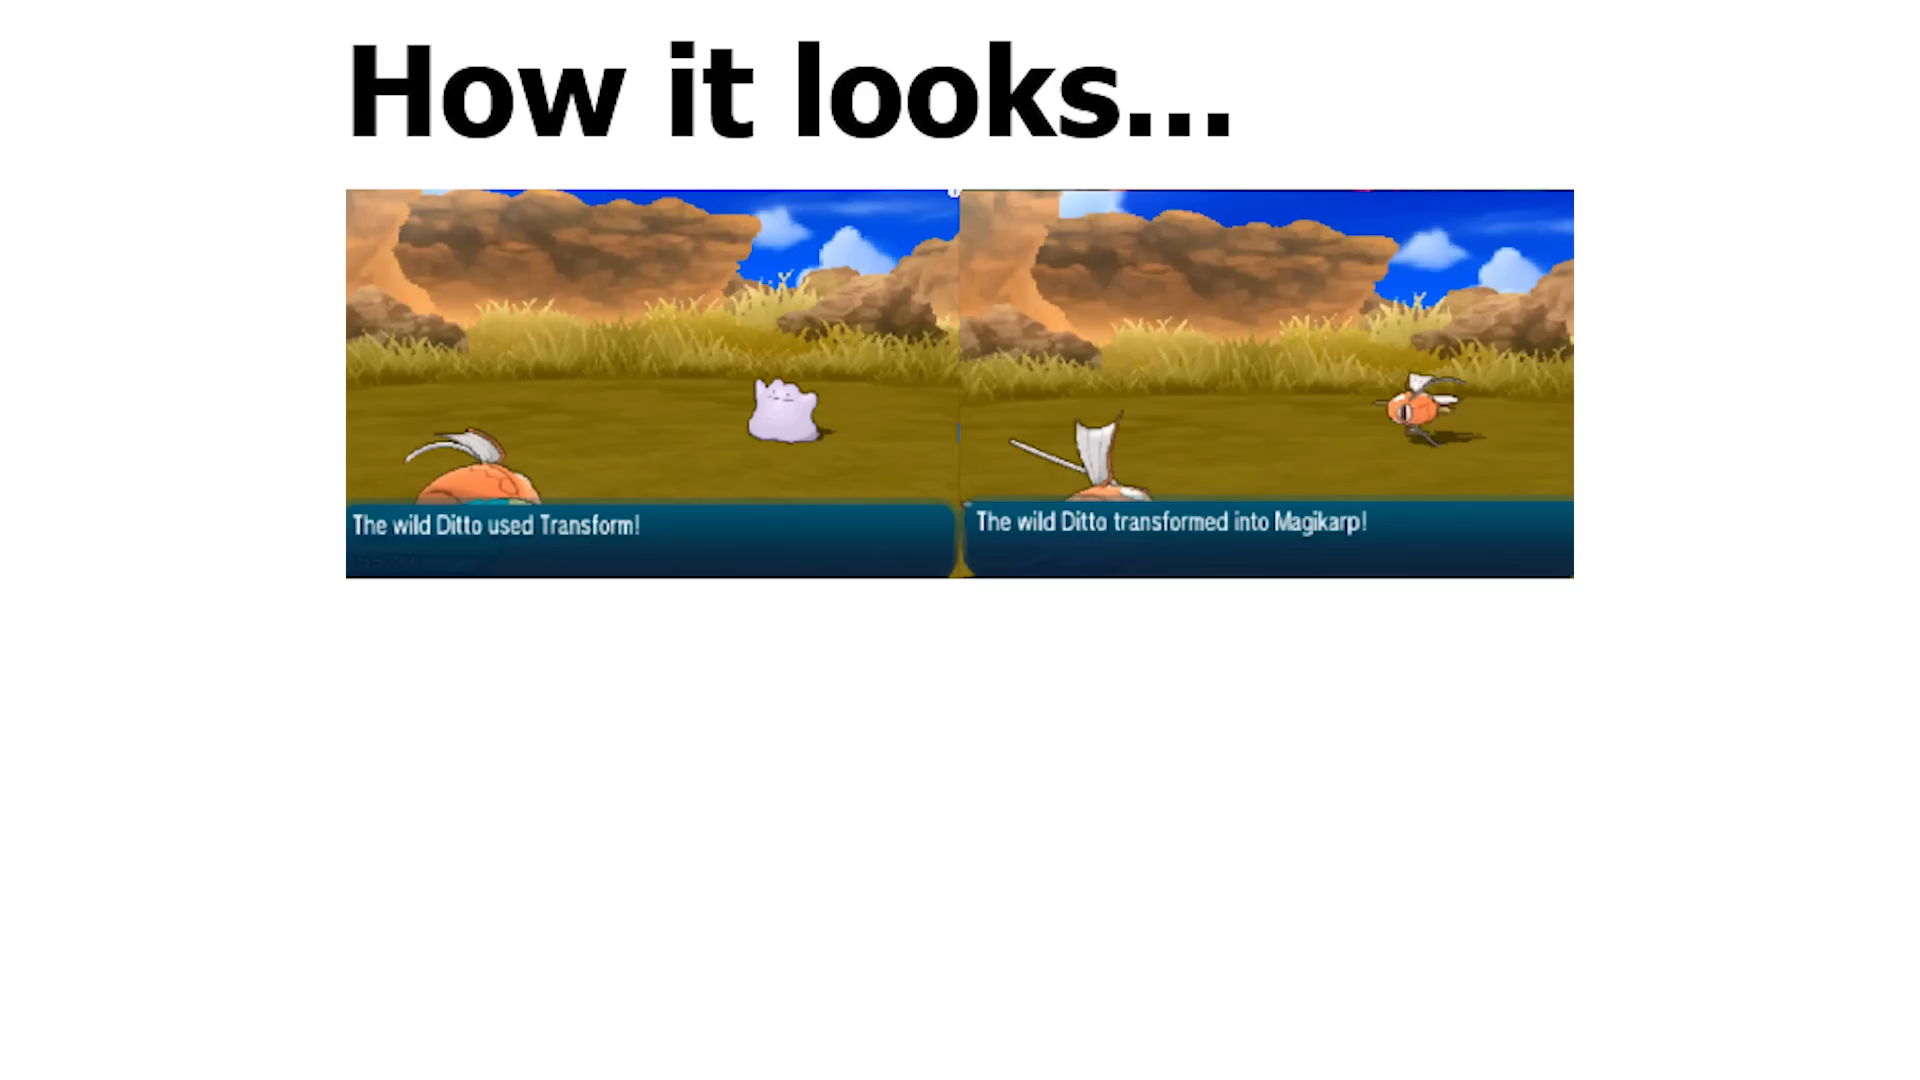 How it looks...
The wild Ditto used Transform!
The wild Ditto transformed into Magikarp!